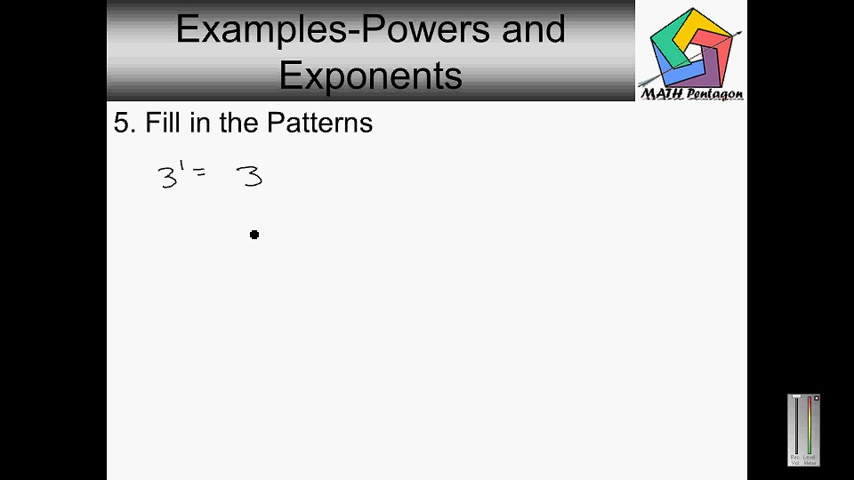 Examples-Powers and
Exponents
MATH Pentagon
5. Fill in the Patterns
3¹ = 3